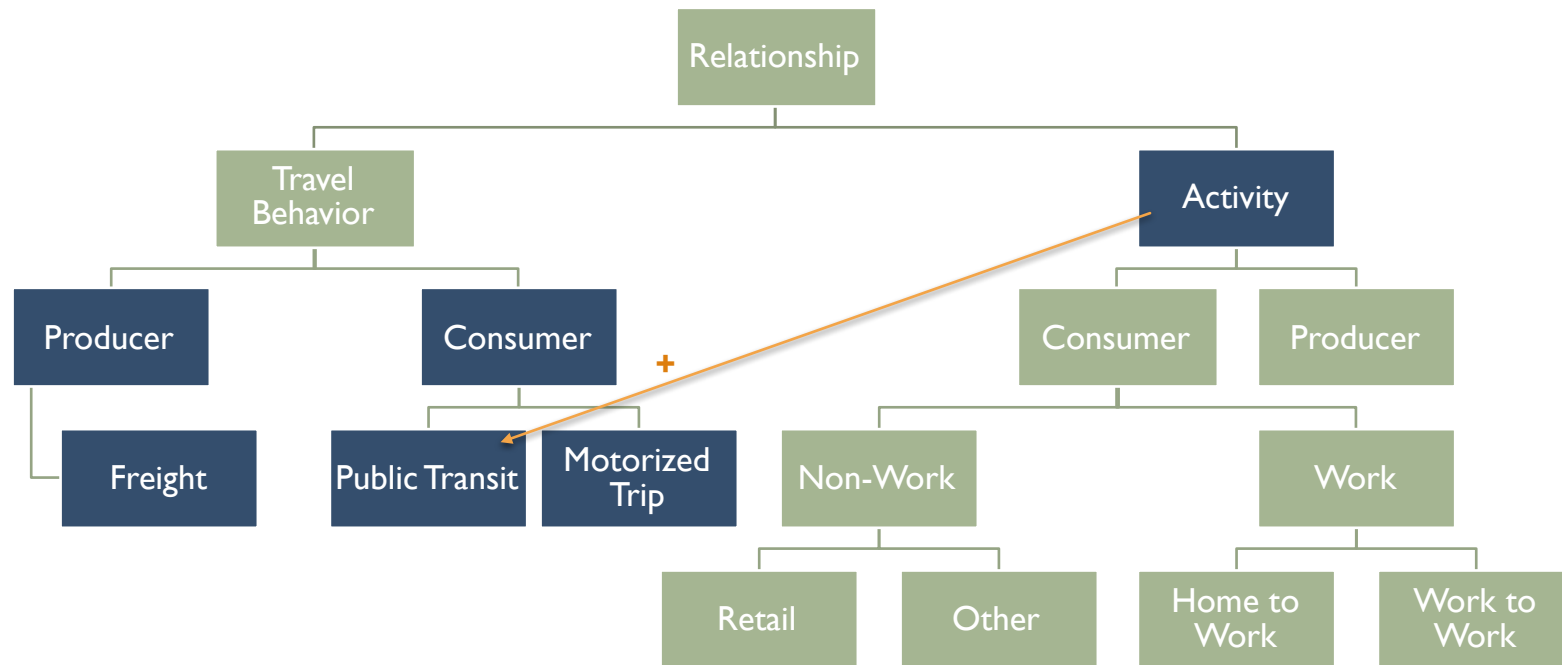 Relationship
Travel
Behavior
Activity
Producer
Consumer
+
Consumer
Producer
Freight
Public Transit
Motorized
Trip
Non-Work
Work
Retail
Other
Home to
Work
Work to
Work